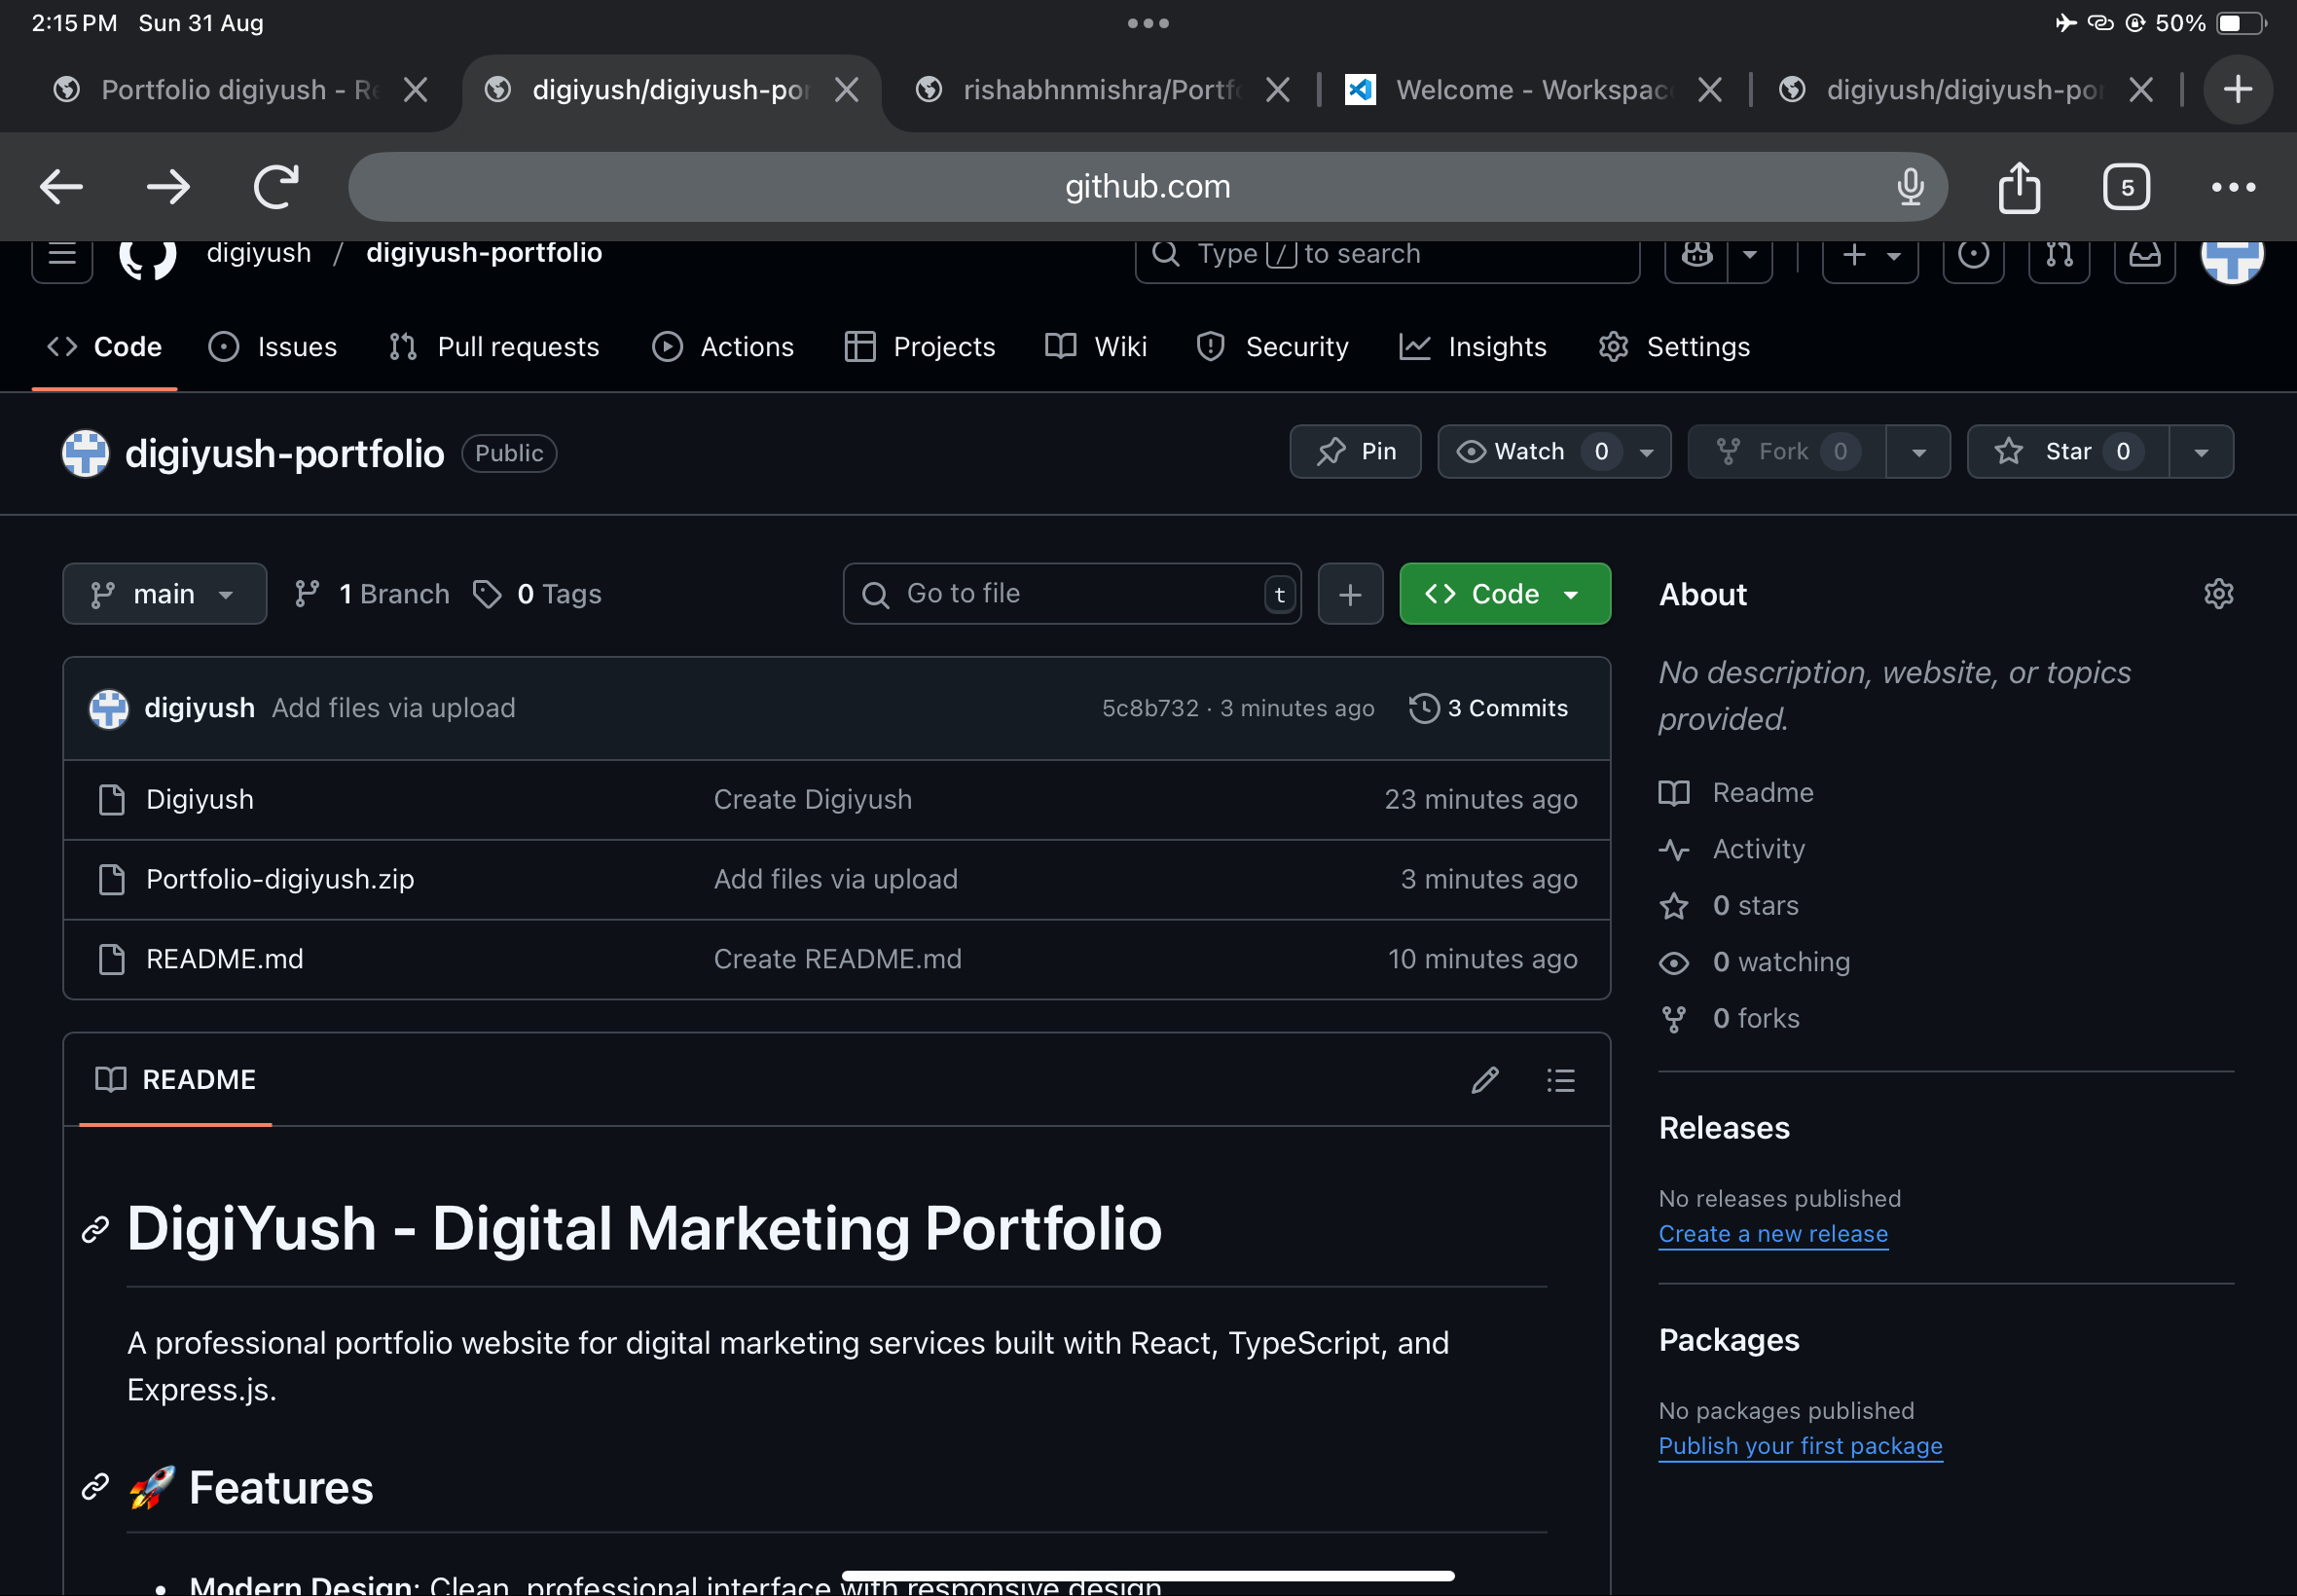 2:15 PM Sun 31 Aug
50%
Portfolio digiyush - Re
digiyush/digiyush-por
rishabhnmishra/Portfo
Welcome - Workspac
digiyush/digiyush-por
github.com
5
digiyush / digiyush-portfolio
Type / to search
Code Issues Pull requests Actions Projects Wiki Security Insights Settings
digiyush-portfolio Public
Pin Watch 0 Fork 0 Star 0
main 1 Branch 0 Tags
Go to file t
Code
digiyush Add files via upload 5c8b732 · 3 minutes ago 3 Commits
Digiyush Create Digiyush 23 minutes ago
Portfolio-digiyush.zip Add files via upload 3 minutes ago
README.md Create README.md 10 minutes ago
README
DigiYush - Digital Marketing Portfolio
A professional portfolio website for digital marketing services built with React, TypeScript, and
Express.js.
🚀 Features
• Modern Design: Clean, professional interface with responsive design
About
No description, website, or topics
provided.
Readme
Activity
0 stars
0 watching
0 forks
Releases
No releases published
Create a new release
Packages
No packages published
Publish your first package